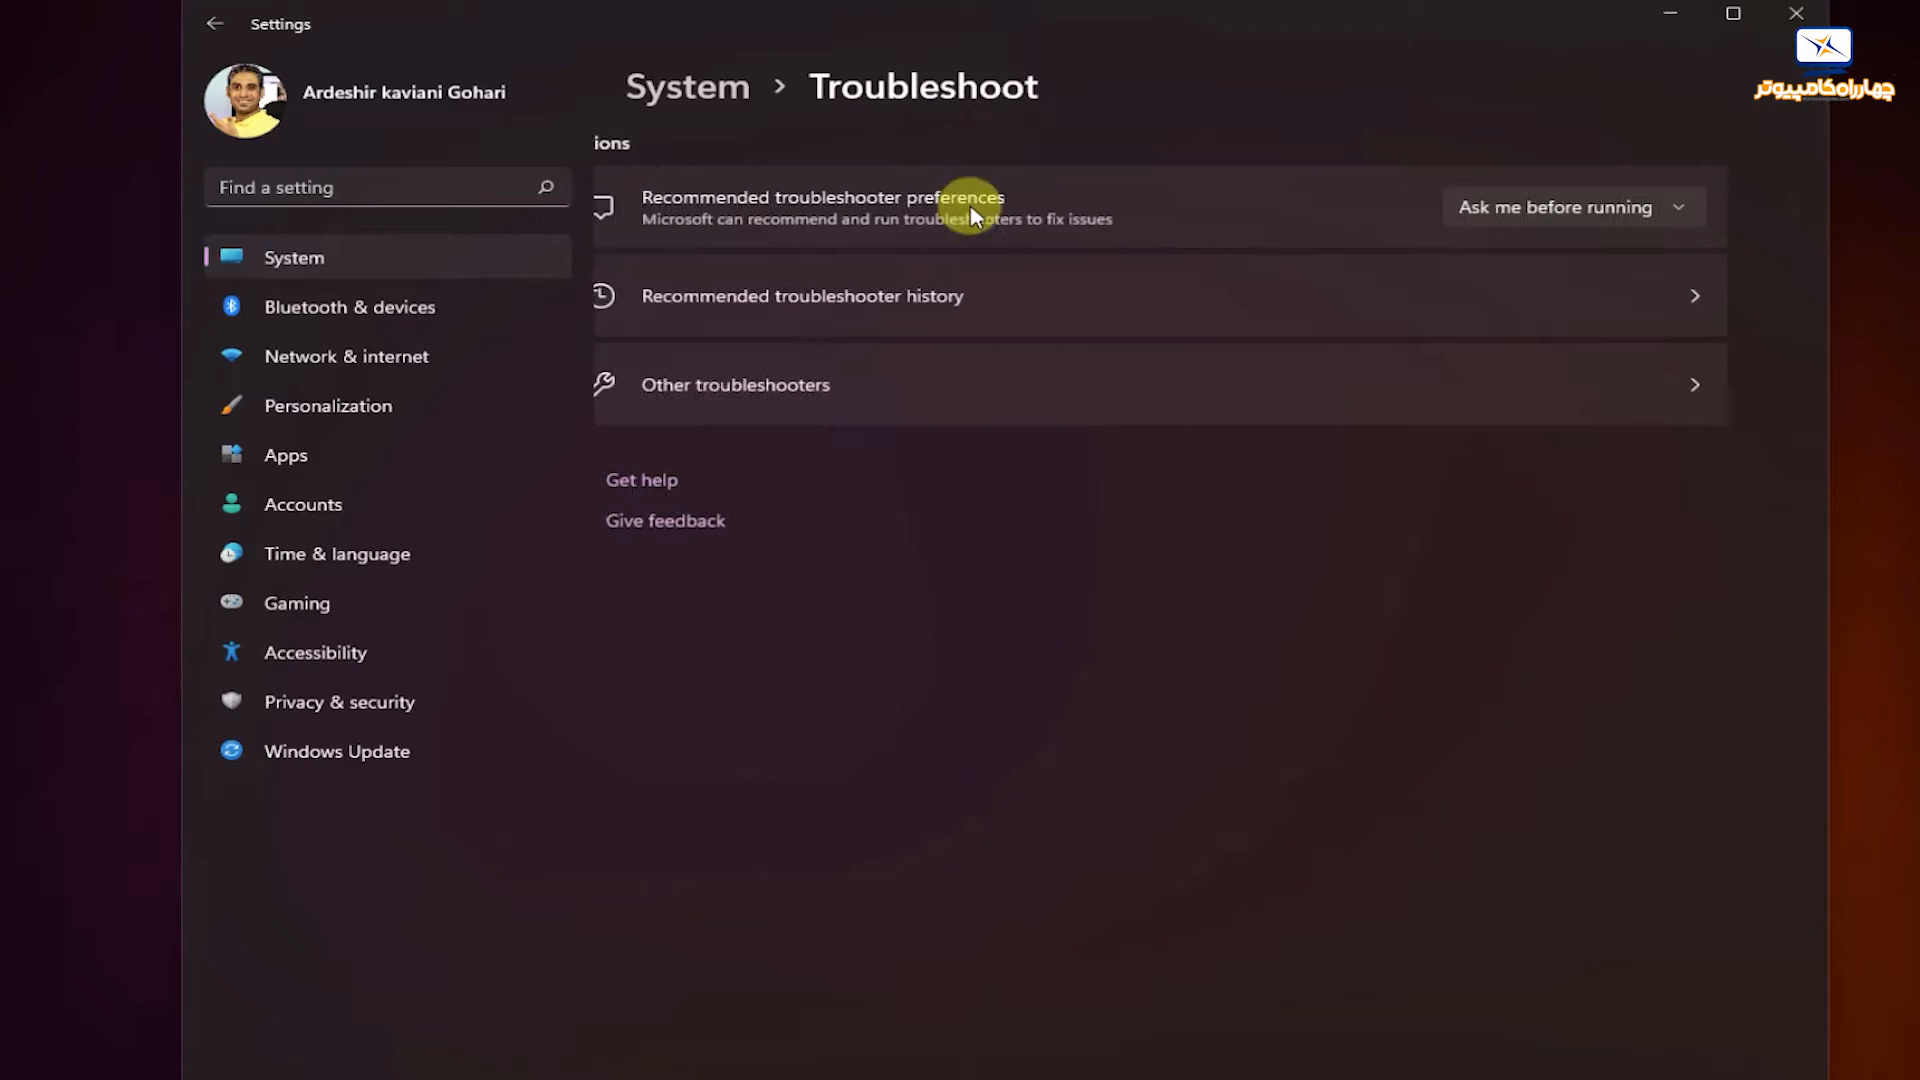 Settings
چهارراه کامپیوتر
Ardeshir kaviani Gohari
System > Troubleshoot
ions
Find a setting
Recommended troubleshooter preferences
Microsoft can recommend and run troubleshooters to fix issues
Ask me before running
System
Recommended troubleshooter history
Bluetooth & devices
Network & internet
Other troubleshooters
Personalization
Apps
Get help
Accounts
Give feedback
Time & language
Gaming
Accessibility
Privacy & security
Windows Update